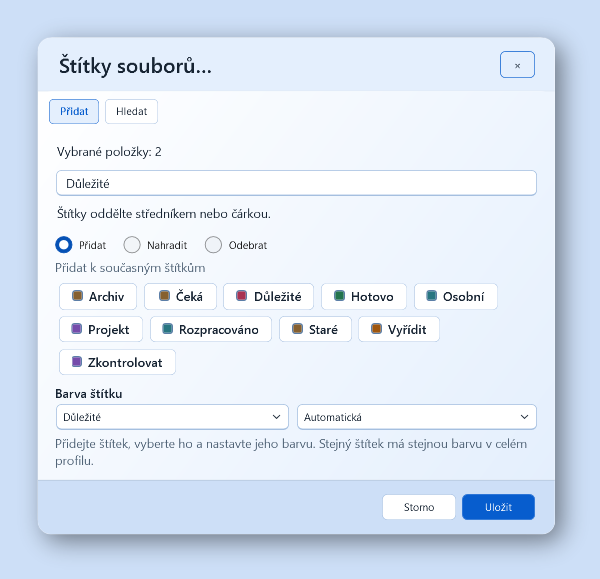 Štítky souborů...
×
Přidat Hledat
Vybrané položky: 2
Důležité
Štítky oddělte středníkem nebo čárkou.
Přidat Nahradit Odebrat
Přidat k současným štítkům
Archiv Čeká Důležité Hotovo Osobní
Projekt Rozpracováno Staré Vyřídit
Zkontrolovat
Barva štítku
Důležité Automatická
Přidejte štítek, vyberte ho a nastavte jeho barvu. Stejný štítek má stejnou barvu v celém
profilu.
Storno Uložit